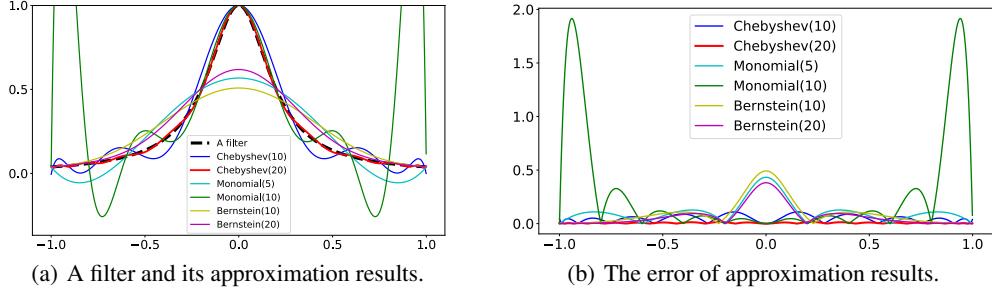 1.0
0.5
0.0
−1.0
−0.5
0.0
0.5
1.0
A filter
Chebyshev(10)
Chebyshev(20)
Monomial(5)
Monomial(10)
Bernstein(10)
Bernstein(20)
(a) A filter and its approximation results.
2.0
1.5
1.0
0.5
0.0
−1.0
−0.5
0.0
0.5
1.0
Chebyshev(10)
Chebyshev(20)
Monomial(5)
Monomial(10)
Bernstein(10)
Bernstein(20)
(b) The error of approximation results.